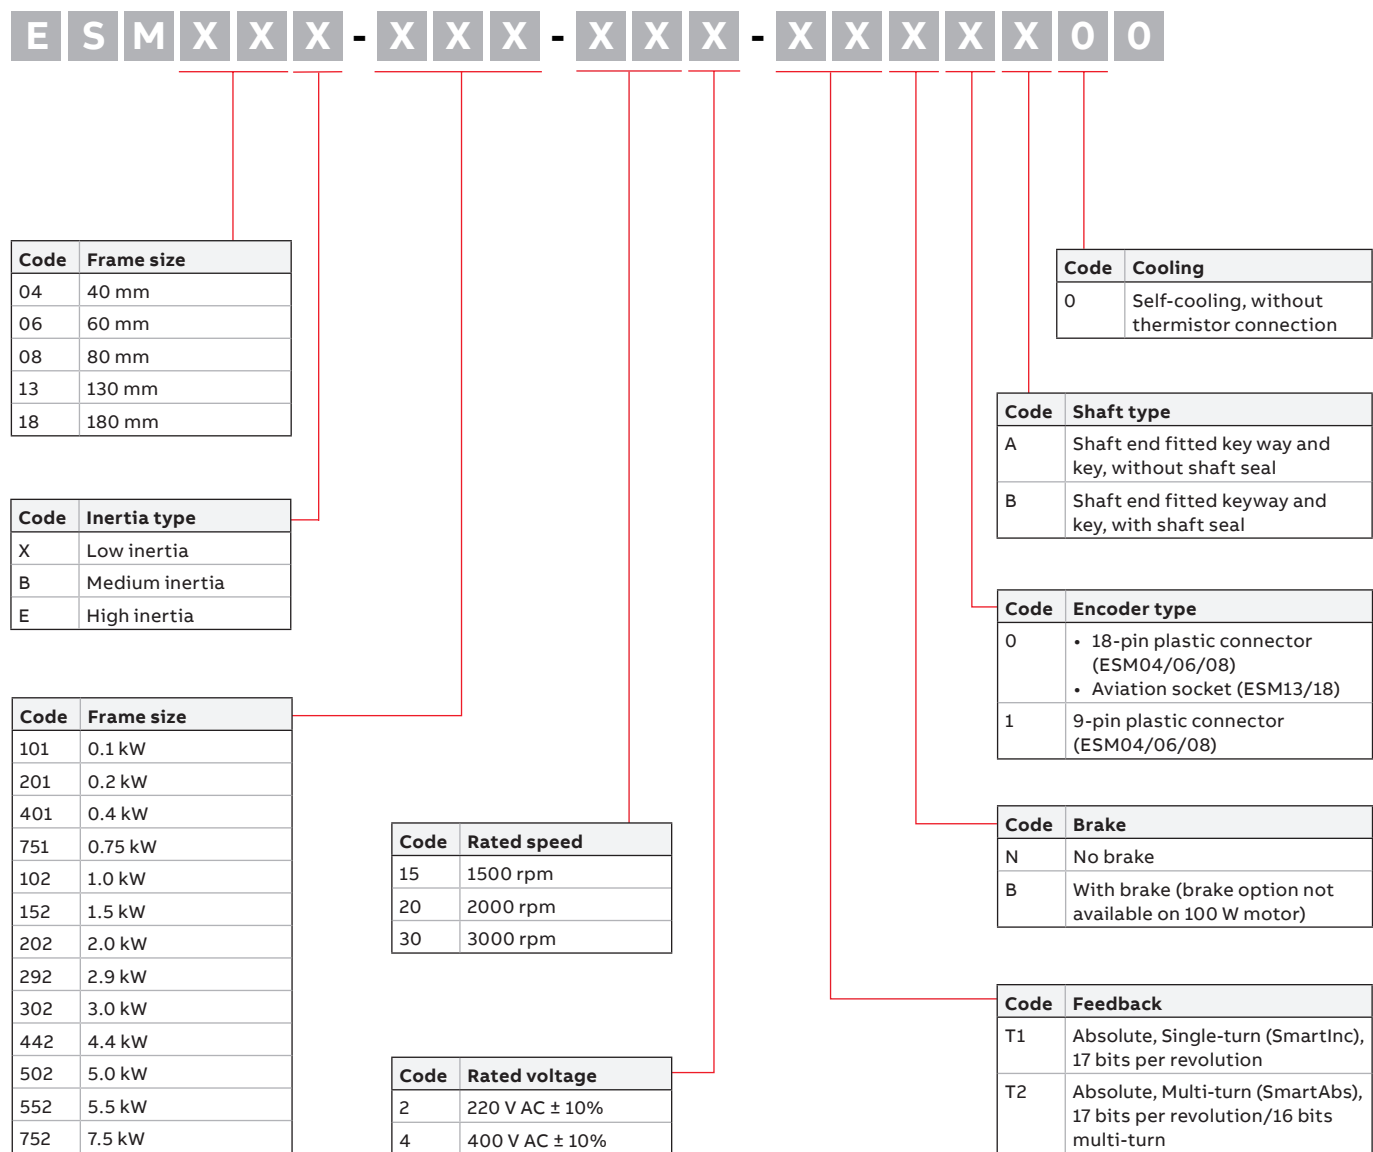 ESMXXX-XXX-XXX-XXXXX00
Code Frame size
04 40 mm
06 60 mm
08 80 mm
13 130 mm
18 180 mm
Code Inertia type
X Low inertia
B Medium inertia
E High inertia
Code Frame size
101 0.1 kW
201 0.2 kW
401 0.4 kW
751 0.75 kW
102 1.0 kW
152 1.5 kW
202 2.0 kW
292 2.9 kW
302 3.0 kW
442 4.4 kW
502 5.0 kW
552 5.5 kW
752 7.5 kW
Code Rated speed
15 1500 rpm
20 2000 rpm
30 3000 rpm
Code Rated voltage
2 220 V AC ± 10%
4 400 V AC ± 10%
Code Cooling
0 Self-cooling, without
thermistor connection
Code Shaft type
A Shaft end fitted key way and
key, without shaft seal
B Shaft end fitted keyway and
key, with shaft seal
Code Encoder type
0 • 18-pin plastic connector
(ESM04/06/08)
• Aviation socket (ESM13/18)
1 9-pin plastic connector
(ESM04/06/08)
Code Brake
N No brake
B With brake (brake option not
available on 100 W motor)
Code Feedback
T1 Absolute, Single-turn (SmartInc),
17 bits per revolution
T2 Absolute, Multi-turn (SmartAbs),
17 bits per revolution/16 bits
multi-turn